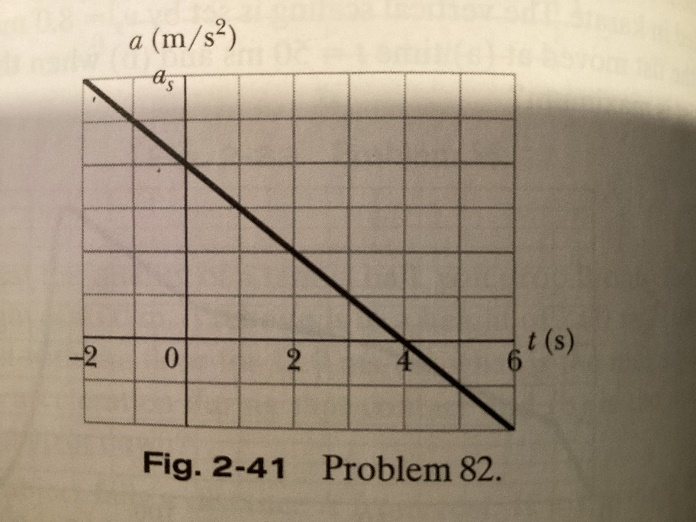 a (m/s²)
aₛ
t (s)
−2 0 2 4 6
Fig. 2-41 Problem 82.